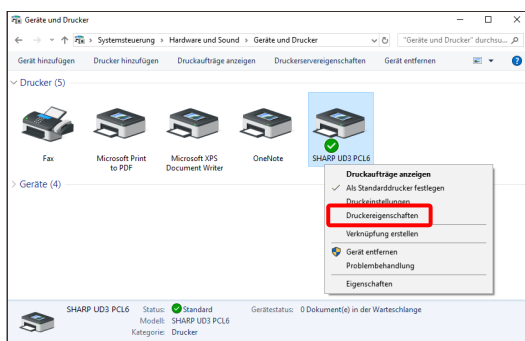 Geräte und Drucker
Systemsteuerung > Hardware und Sound > Geräte und Drucker
"Geräte und Drucker" durchsu...
Gerät hinzufügen Drucker hinzufügen Druckaufträge anzeigen Druckerservereigenschaften Gerät entfernen
Drucker (5)
Fax
Microsoft Print
to PDF
Microsoft XPS
Document Writer
OneNote
SHARP UD3 PCL6
Druckaufträge anzeigen
Als Standarddrucker festlegen
Druckeinstellungen
Druckereigenschaften
Verknüpfung erstellen
Gerät entfernen
Problembehandlung
Eigenschaften
Geräte (4)
SHARP UD3 PCL6 Status: Standard Gerätestatus: 0 Dokument(e) in der Warteschlange
Modell: SHARP UD3 PCL6
Kategorie: Drucker